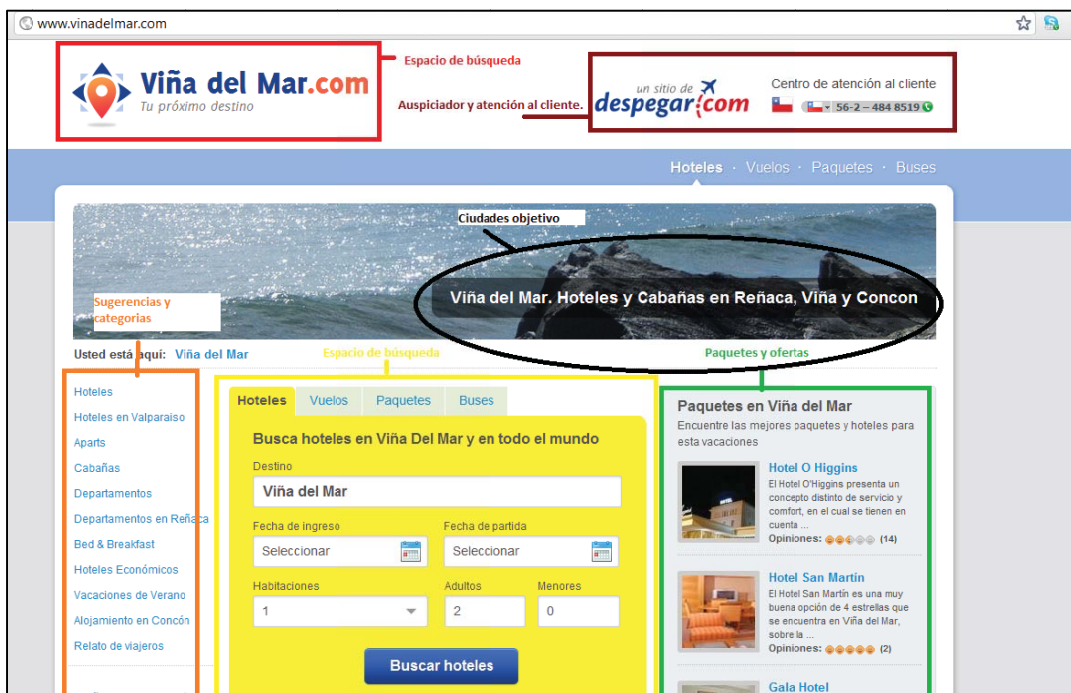 www.vinadelmar.com
Viña del Mar.com
Tu próximo destino
Espacio de búsqueda
Auspiciador y atención al cliente.
un sitio de
despegar.com
Centro de atención al cliente
56-2 – 484 8519
Hoteles · Vuelos · Paquetes · Buses
Ciudades objetivo
Viña del Mar. Hoteles y Cabañas en Reñaca, Viña y Concon
Sugerencias y
categorias
Usted está aquí: Viña del Mar
Espacio de búsqueda
Paquetes y ofertas
Hoteles
Hoteles en Valparaiso
Aparts
Cabañas
Departamentos
Departamentos en Reñaca
Bed & Breakfast
Hoteles Económicos
Vacaciones de Verano
Alojamiento en Concón
Relato de viajeros
Hoteles Vuelos Paquetes Buses
Busca hoteles en Viña Del Mar y en todo el mundo
Destino
Viña del Mar
Fecha de ingreso Fecha de partida
Seleccionar Seleccionar
Habitaciones Adultos Menores
1 2 0
Buscar hoteles
Paquetes en Viña del Mar
Encuentre las mejores paquetes y hoteles para
esta vacaciones
Hotel O Higgins
El Hotel O'Higgins presenta un
concepto distinto de servicio y
comfort, en el cual se tienen en
cuenta ...
Opiniones: (14)
Hotel San Martín
El Hotel San Martín es una muy
buena opción de 4 estrellas que
se encuentra en Viña del Mar,
sobre la ...
Opiniones: (2)
Gala Hotel